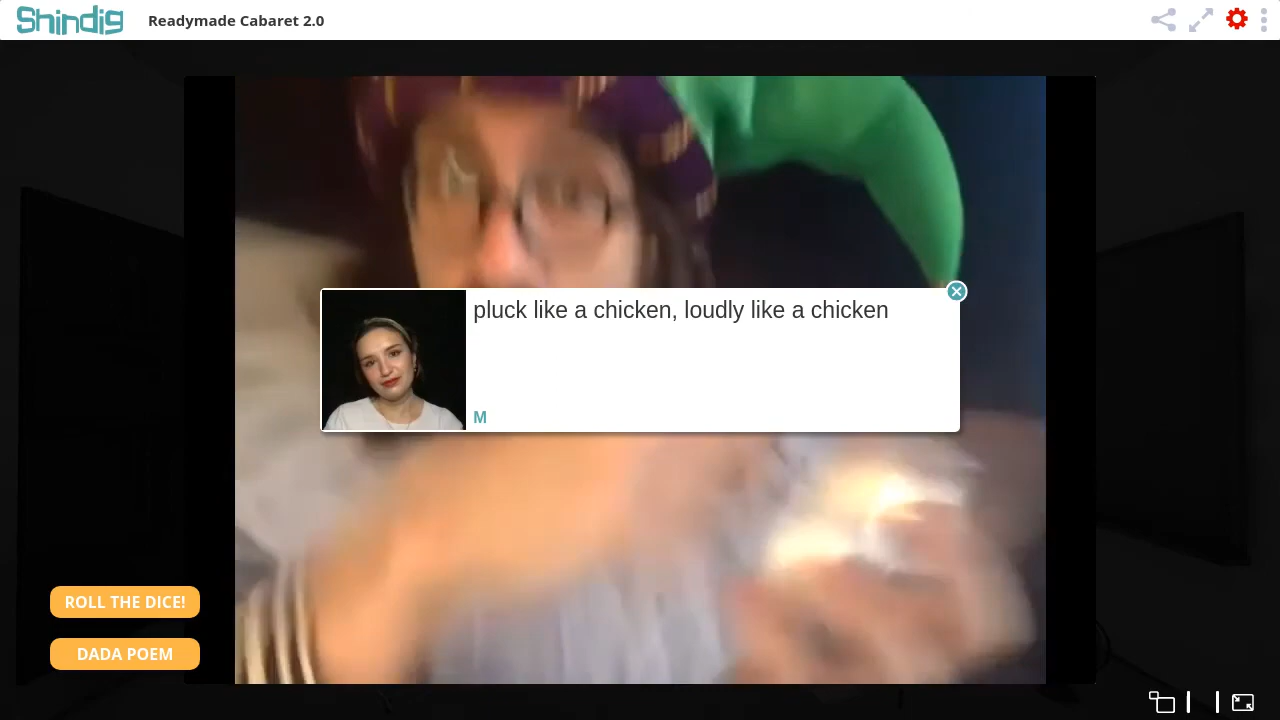 Shindig
Readymade Cabaret 2.0
pluck like a chicken, loudly like a chicken
M
ROLL THE DICE!
DADA POEM